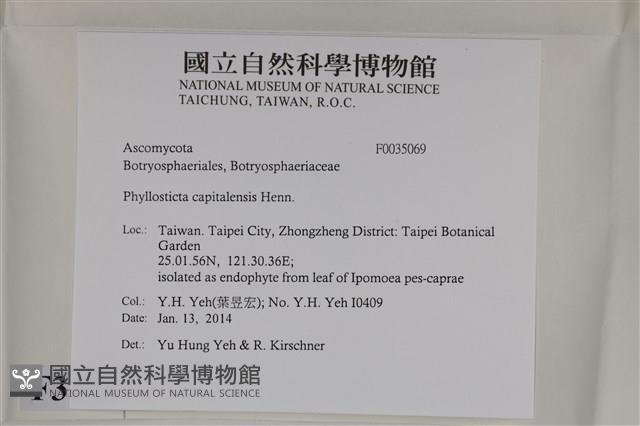 國立自然科學博物館
NATIONAL MUSEUM OF NATURAL SCIENCE
TAICHUNG, TAIWAN, R.O.C.
Ascomycota F0035069
Botryosphaeriales, Botryosphaeriaceae
Phyllosticta capitalensis Henn.
Loc.: Taiwan. Taipei City, Zhongzheng District: Taipei Botanical
Garden
25.01.56N, 121.30.36E;
isolated as endophyte from leaf of Ipomoea pes-caprae
Col.: Y.H. Yeh(葉昱宏); No. Y.H. Yeh I0409
Date: Jan. 13, 2014
Det.: Yu Hung Yeh & R. Kirschner
國立自然科學博物館
NATIONAL MUSEUM OF NATURAL SCIENCE
F3